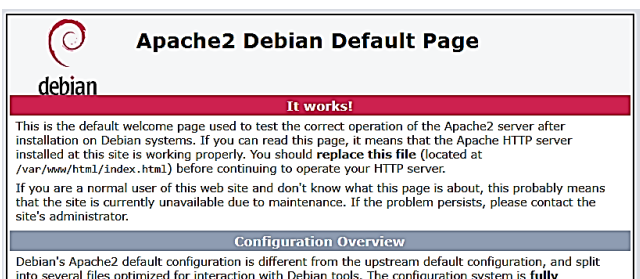 Apache2 Debian Default Page
debian
It works!
This is the default welcome page used to test the correct operation of the Apache2 server after
installation on Debian systems. If you can read this page, it means that the Apache HTTP server
installed at this site is working properly. You should replace this file (located at
/var/www/html/index.html) before continuing to operate your HTTP server.
If you are a normal user of this web site and don't know what this page is about, this probably means
that the site is currently unavailable due to maintenance. If the problem persists, please contact the
site's administrator.
Configuration Overview
Debian's Apache2 default configuration is different from the upstream default configuration, and split
into several files optimized for interaction with Debian tools. The configuration system is fully